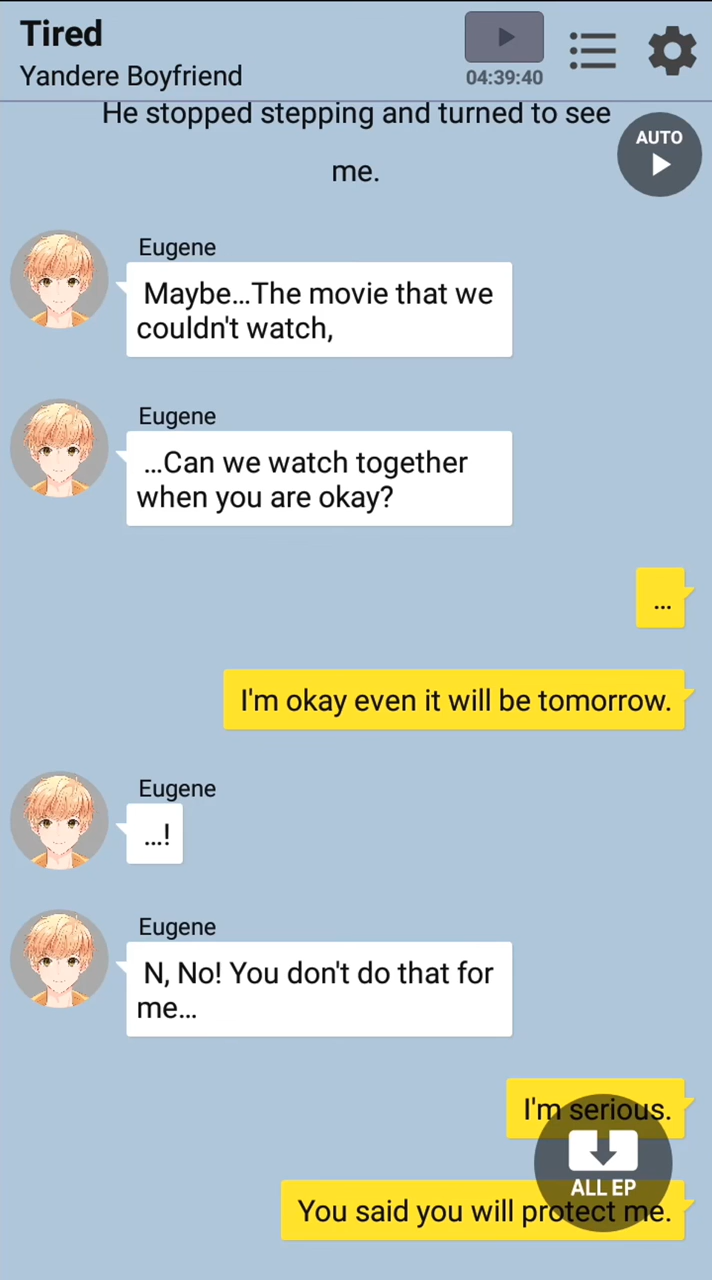 Tired
Yandere Boyfriend
04:39:40
He stopped stepping and turned to see
me.
AUTO
Eugene
Maybe...The movie that we
couldn't watch,
Eugene
...Can we watch together
when you are okay?
...
I'm okay even it will be tomorrow.
Eugene
...!
Eugene
N, No! You don't do that for
me...
I'm serious.
ALL EP
You said you will protect me.